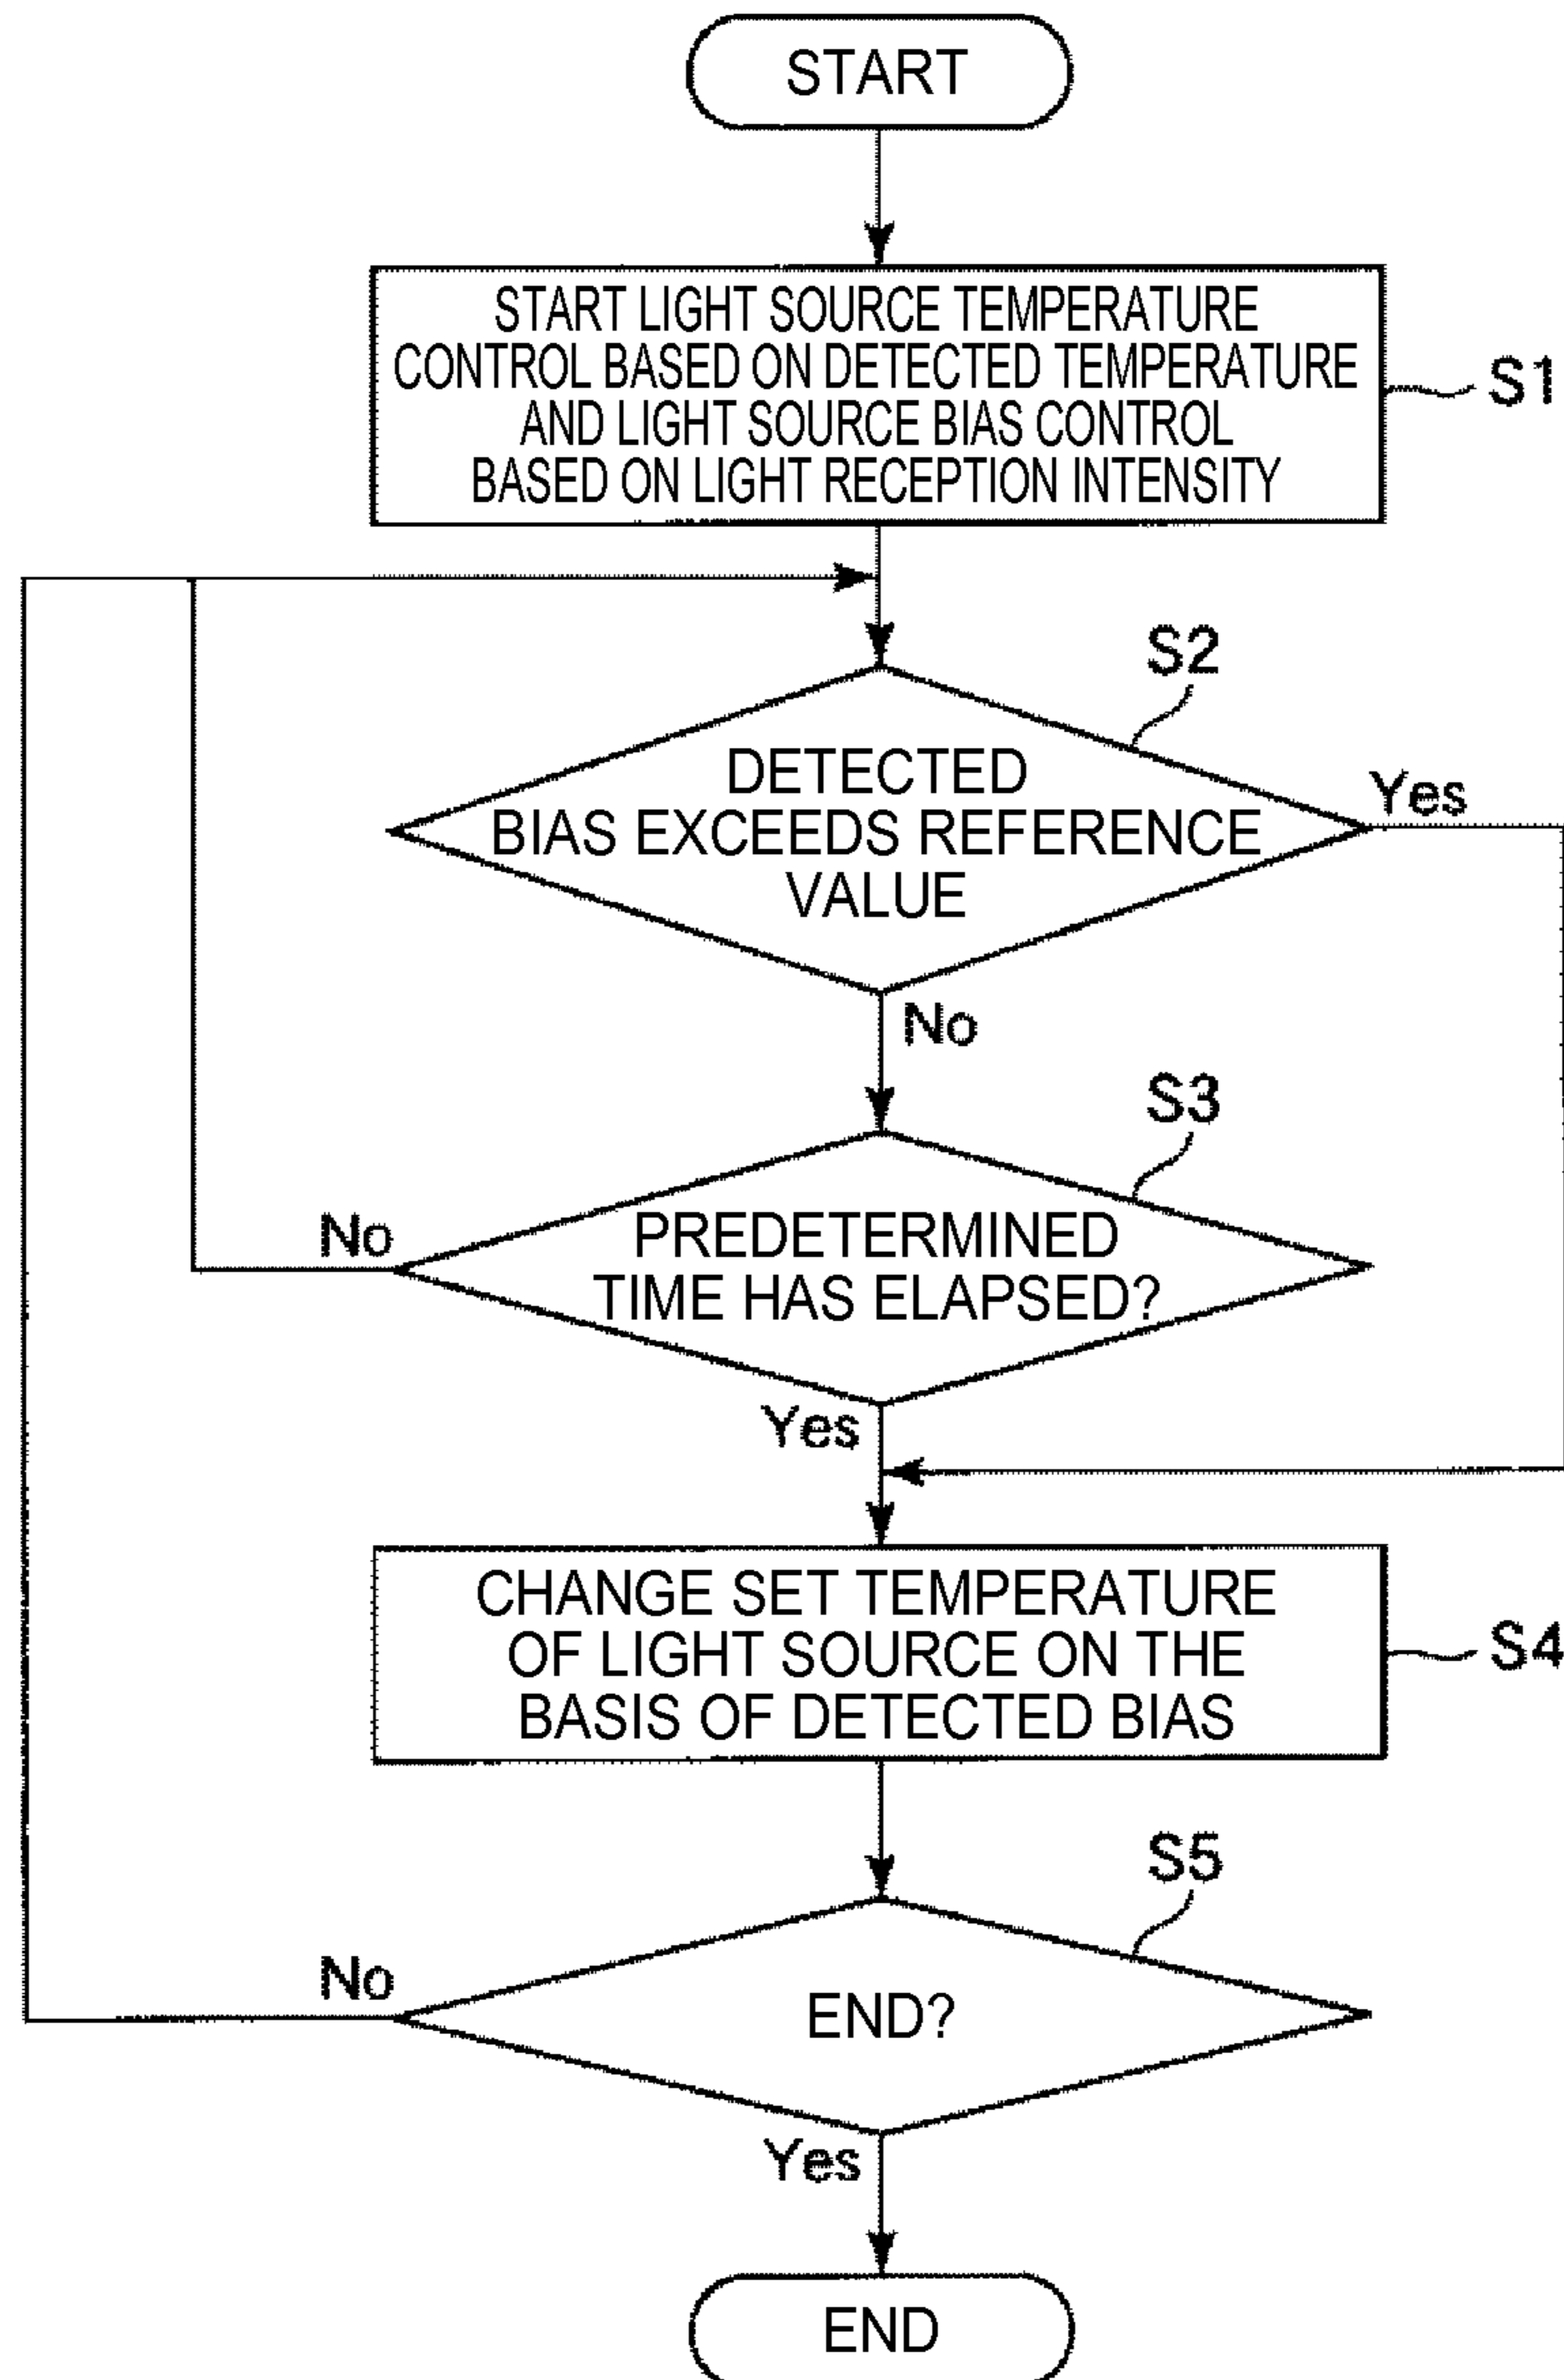 START
START LIGHT SOURCE TEMPERATURE
CONTROL BASED ON DETECTED TEMPERATURE
AND LIGHT SOURCE BIAS CONTROL
BASED ON LIGHT RECEPTION INTENSITY
S1
S2
DETECTED
BIAS EXCEEDS REFERENCE
VALUE
Yes
No
S3
PREDETERMINED
TIME HAS ELAPSED?
No
Yes
CHANGE SET TEMPERATURE
OF LIGHT SOURCE ON THE
BASIS OF DETECTED BIAS
S4
S5
END?
No
Yes
END